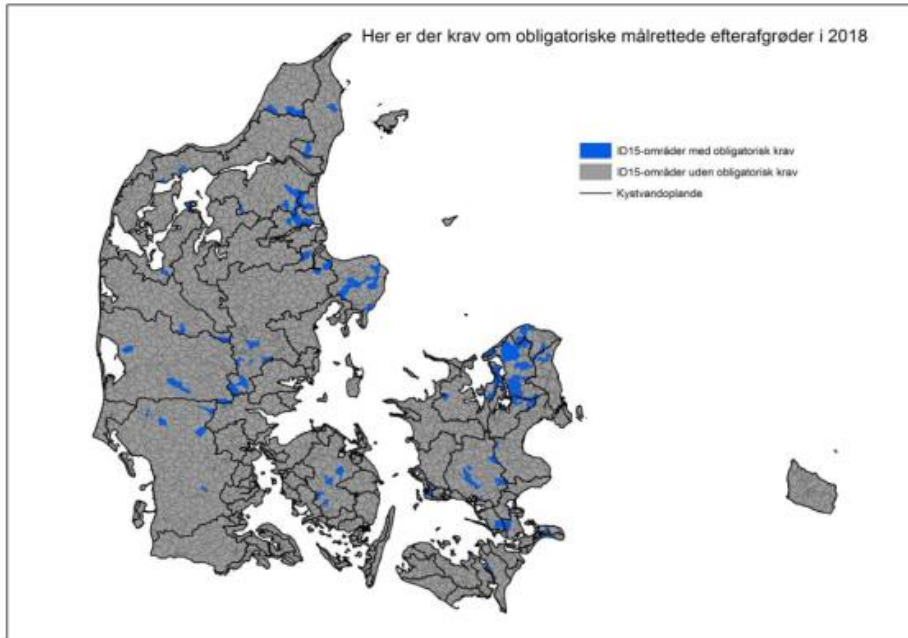 Her er der krav om obligatoriske målrettede efterafgrøder i 2018
ID15-områder med obligatorisk krav
ID15-områder uden obligatorisk krav
Kystvandoplande